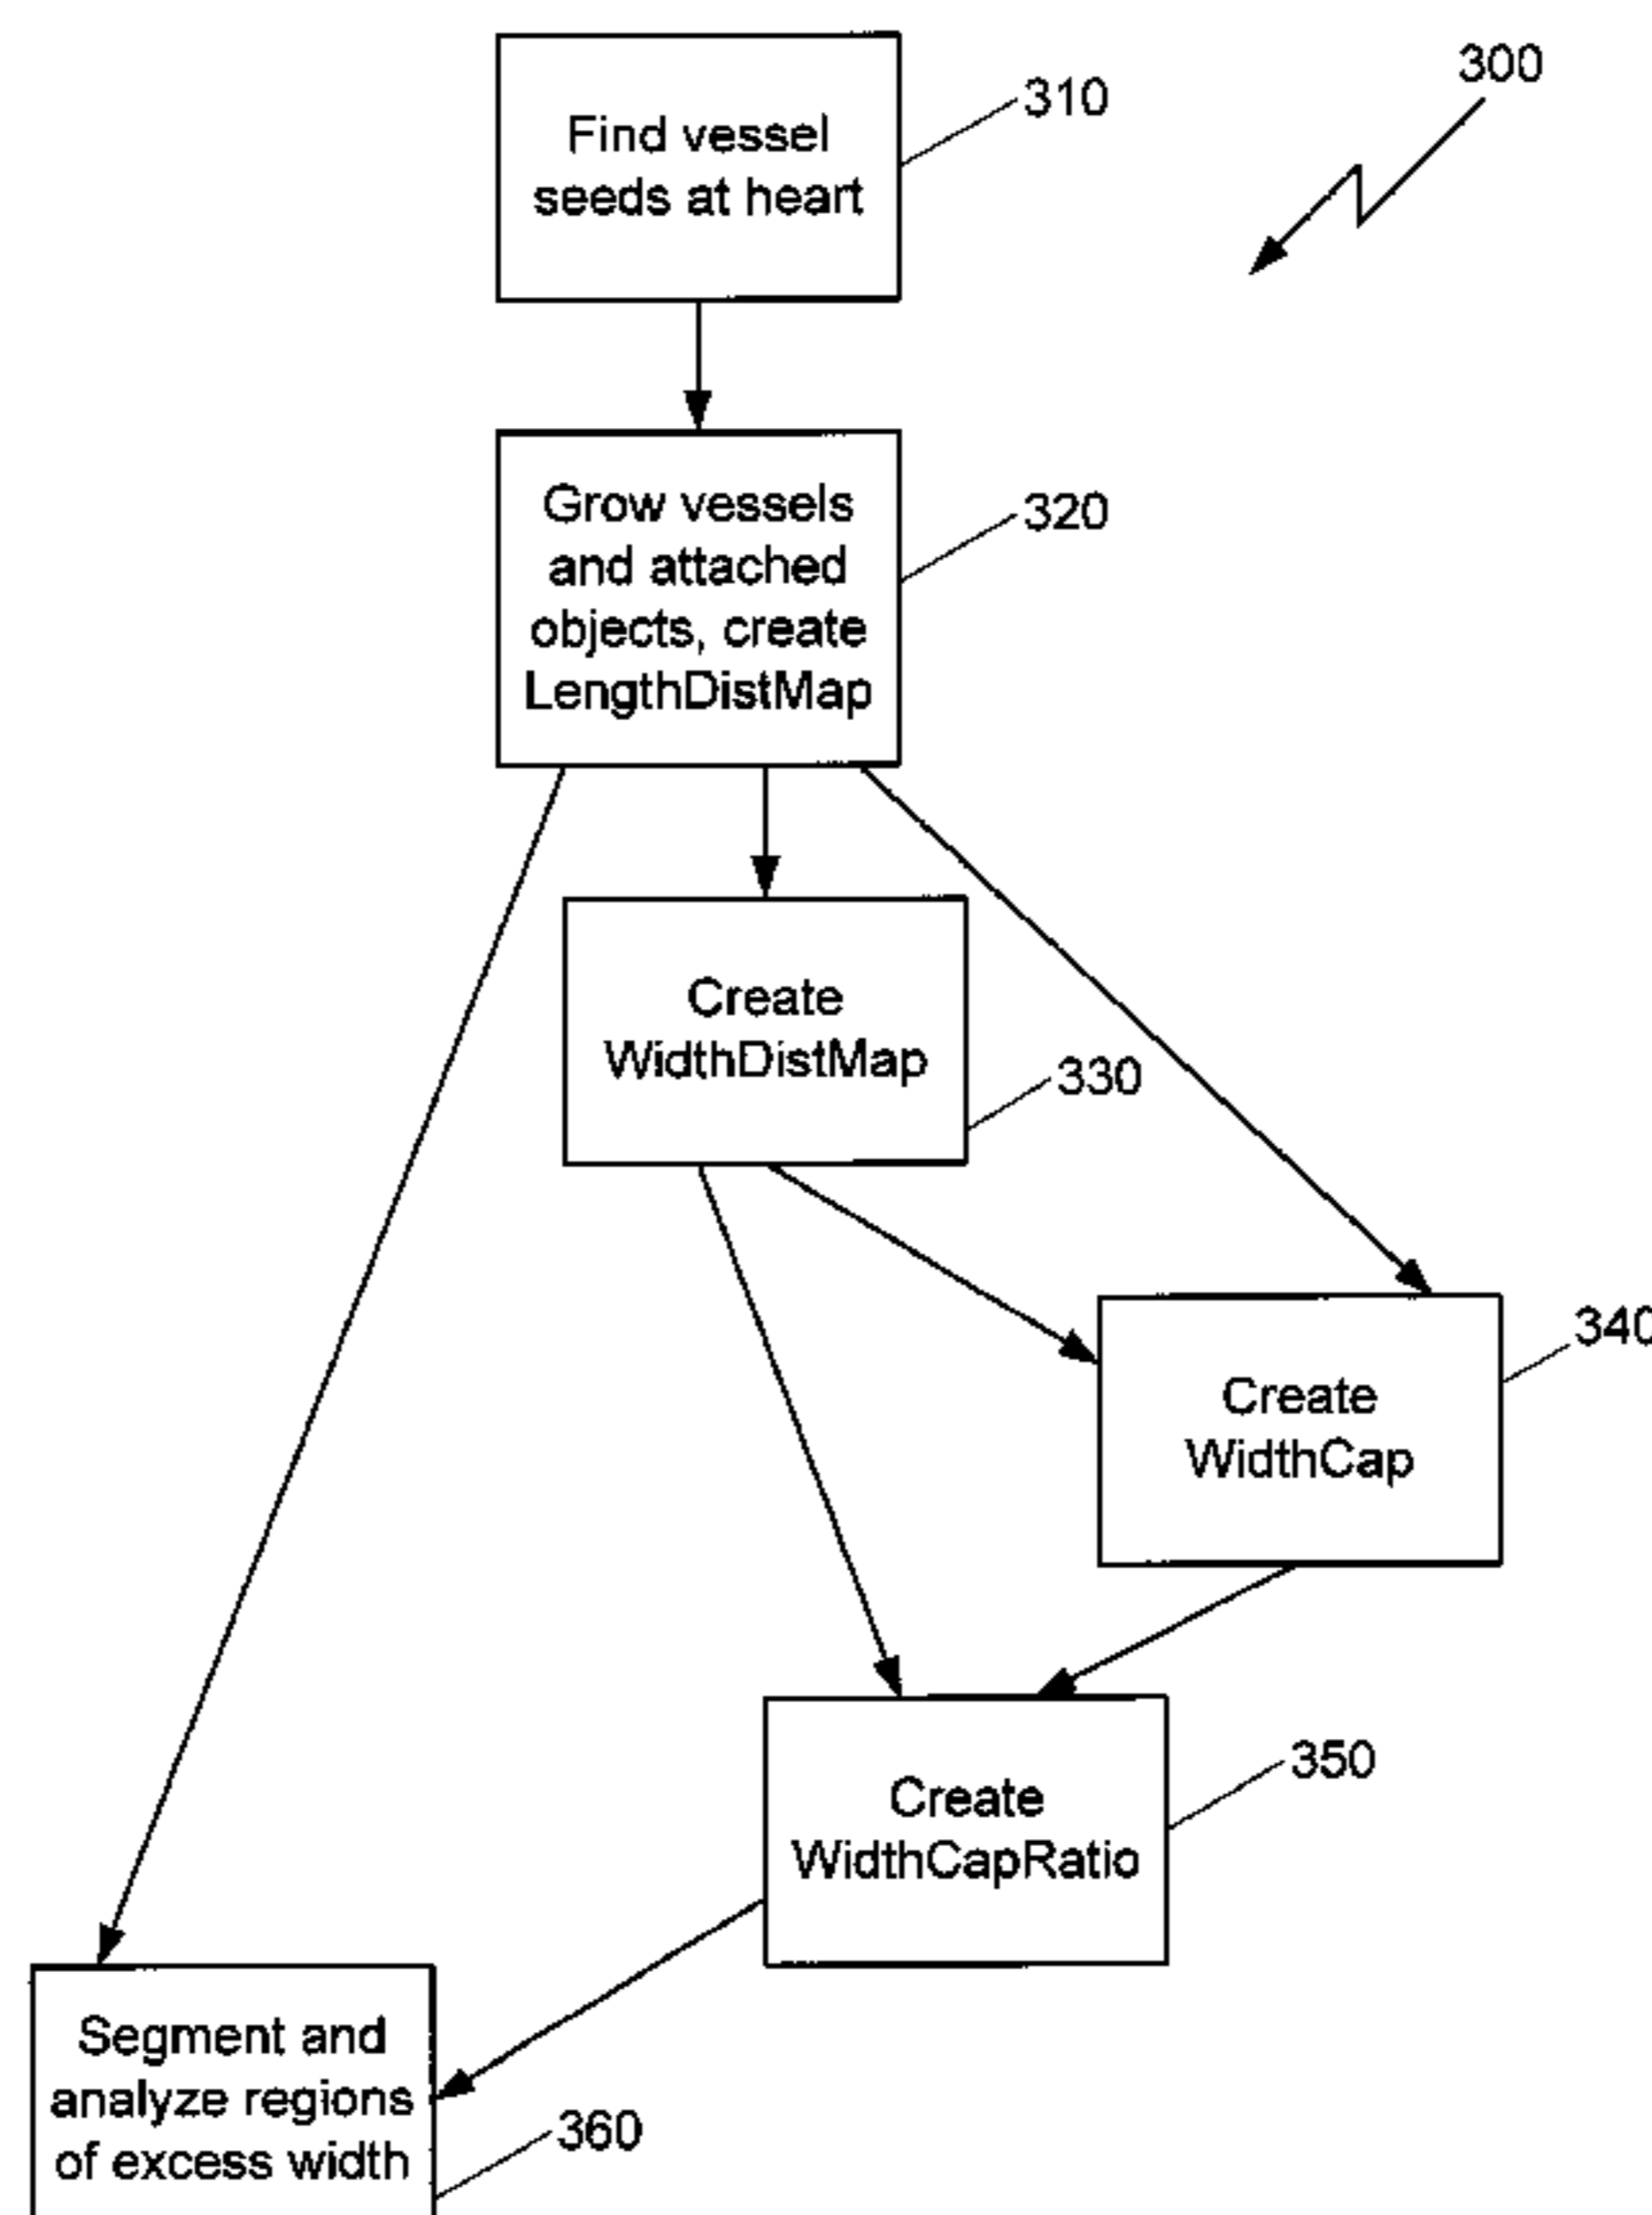 300
Find vessel
seeds at heart
310
Grow vessels
and attached
objects, create
LengthDistMap
320
Create
WidthDistMap
330
Create
WidthCap
340
Create
WidthCapRatio
350
Segment and
analyze regions
of excess width
360